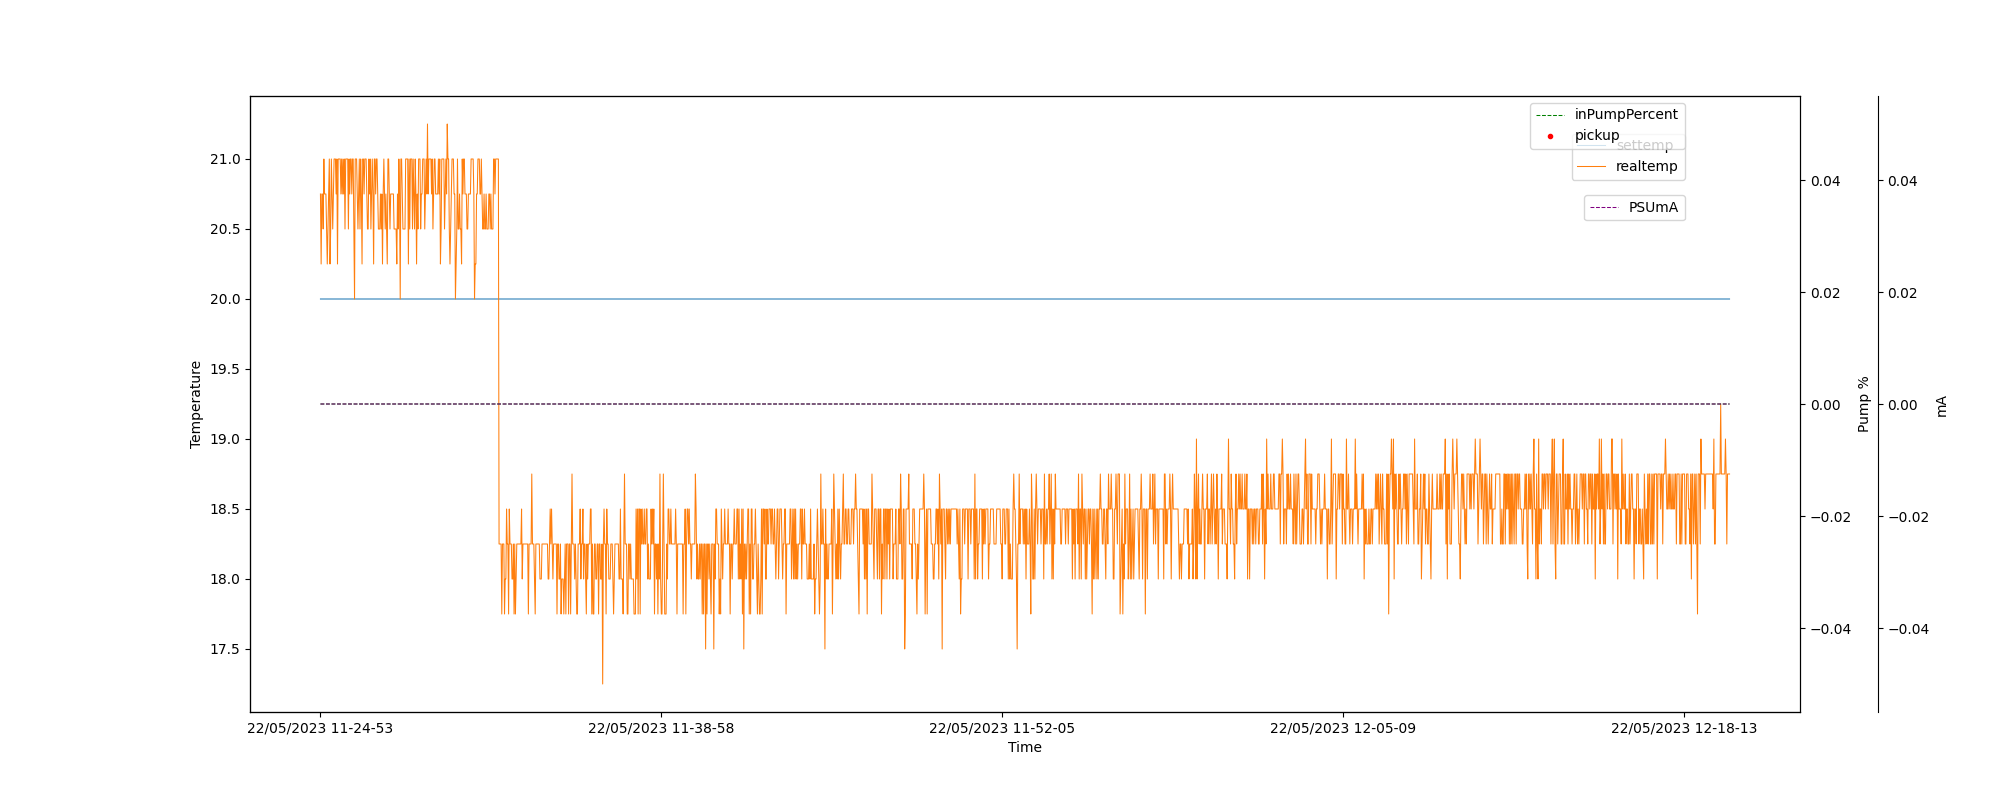 inPumpPercent
pickup
settemp
realtemp
PSUmA
21.0
20.5
20.0
19.5
19.0
18.5
18.0
17.5
Temperature
0.04
0.02
0.00
−0.02
−0.04
Pump %
0.04
0.02
0.00
−0.02
−0.04
mA
22/05/2023 11-24-53
22/05/2023 11-38-58
22/05/2023 11-52-05
22/05/2023 12-05-09
22/05/2023 12-18-13
Time